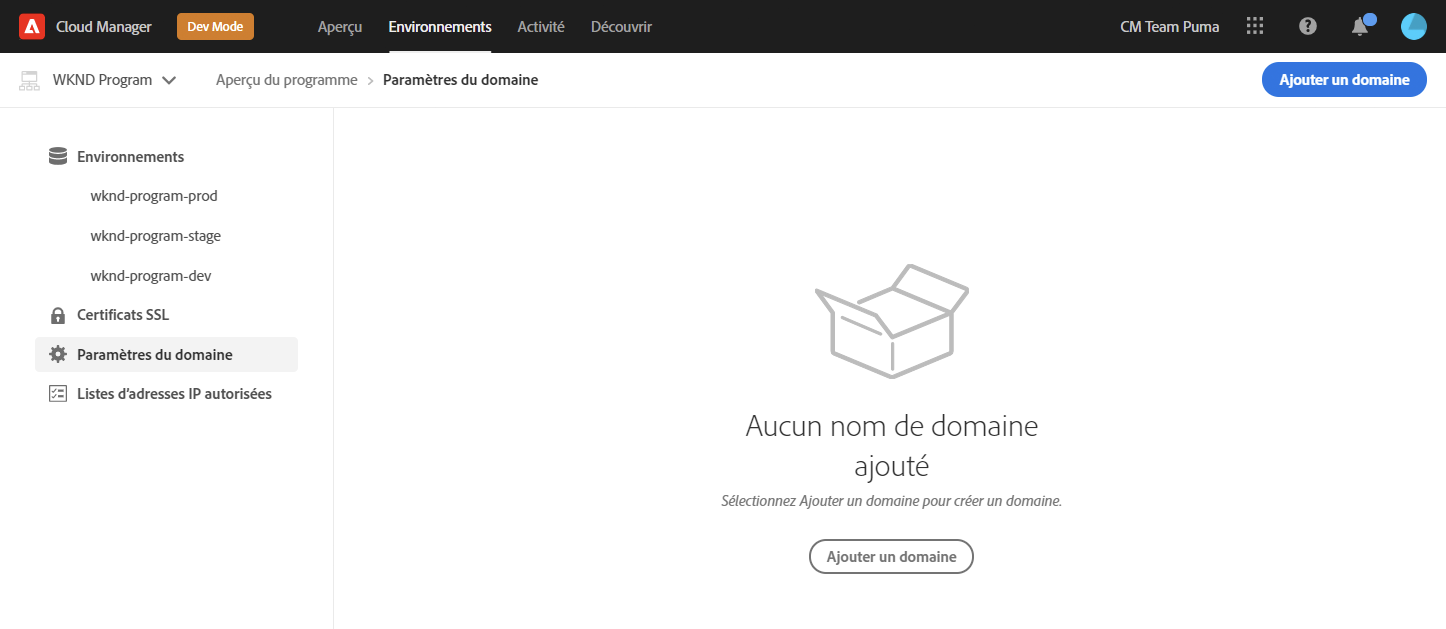 Cloud Manager Dev Mode Aperçu Environnements Activité Découvrir CM Team Puma
WKND Program Aperçu du programme > Paramètres du domaine Ajouter un domaine
Environnements
wknd-program-prod
wknd-program-stage
wknd-program-dev
Certificats SSL
Paramètres du domaine
Listes d'adresses IP autorisées
Aucun nom de domaine
ajouté
Sélectionnez Ajouter un domaine pour créer un domaine.
Ajouter un domaine